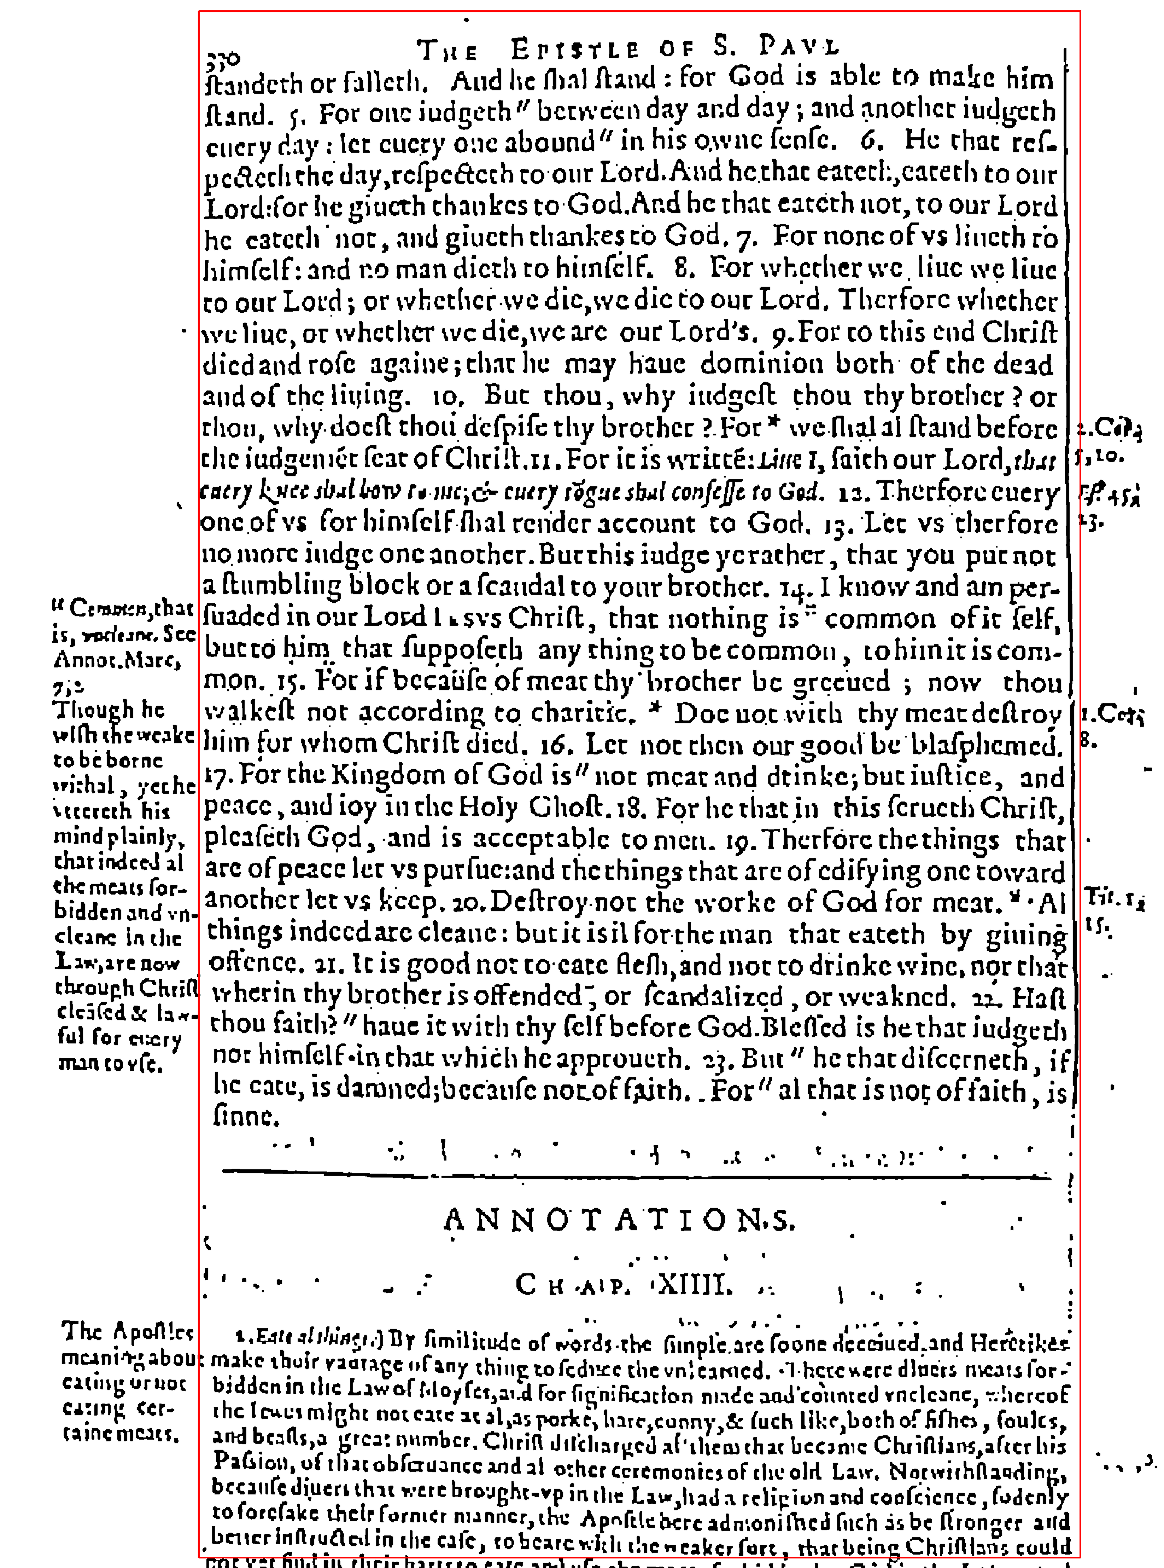 330 THE EPISTLE OF S. PAVL
ſtandeth or falleth. And he ſhal ſtand : for God is able to make him
ſtand. 5. For one iudgeth" between day and day ; and another iudgeth
euery day : let euery one abound" in his owne ſenſe. 6. He that reſ-
pecteth the day, reſpecteth to our Lord. And he that eateth, eateth to our
Lord: for he giueth thankes to God. And he that eateth not, to our Lord
he eateth not, and giueth thankes to God. 7. For none of vs liueth to
himſelf: and no man dieth to himſelf. 8. For whether we liue we liue
to our Lord ; or whether we die, we die to our Lord. Therfore whether
we liue, or whether we die, we are our Lord's. 9. For to this end Chriſt
died and roſe againe ; that he may haue dominion both of the dead
and of the liuing. 10. But thou, why iudgeſt thou thy brother ? or
thou, why doeſt thou deſpiſe thy brother ? For * we ſhal al ſtand before
the iudgemēt ſeat of Chriſt. 11. For it is writtē: Liue I, ſaith our Lord, that
euery knee shal bow to me; & euery tōgue shal confeſſe to God. 12. Therfore euery
one of vs for himſelf ſhal render account to God. 13. Let vs therfore
no more iudge one another. But this iudge ye rather, that you put not
a ſtumbling block or a ſcandal to your brother. 14. I know and am per-
ſuaded in our Lord Iesvs Chriſt, that nothing is " common of it ſelf,
but to him that ſuppoſeth any thing to be common, to him it is com-
mon. 15. For if becauſe of meat thy brother be greeued ; now thou
walkeſt not according to charitie. * Doe not with thy meat deſtroy
him for whom Chriſt died. 16. Let not then our good be blaſphemed.
17. For the Kingdom of God is" not meat and drinke; but iuſtice, and
peace, and ioy in the Holy Ghoſt. 18. For he that in this ſerueth Chriſt,
pleaſeth God, and is acceptable to men. 19. Therfore the things that
are of peace let vs purſue: and the things that are of edifying one toward
another let vs keep. 20. Deſtroy not the worke of God for meat. * Al
things indeed are cleane : but it is il for the man that eateth by giuing
offence. 21. It is good not to eate fleſh, and not to drinke wine, nor that
wherin thy brother is offended, or ſcandalized, or weakned. 22. Haſt
thou faith?" haue it with thy ſelf before God. Bleſſed is he that iudgeth
not himſelf in that which he approueth. 23. But " he that diſcerneth, if
he eate, is damned; becauſe not of faith. For" al that is not of faith, is
ſinne.
2.Cor.
5,10.
Eſ. 45,
23.
1.Cor.
8.
Tit. 1,
15.
" Common, that
is, vncleane. See
Annot. Marc,
7,2
Though he
wiſh the weake
to be borne
withal, yet he
vttereth his
mind plainly,
that indeed al
the meats for-
bidden and vn-
cleane in the
Law, are now
through Chriſt
cleāſed & law-
ful for euery
man to vſe.
ANNOTATIONS.
CHAP. XIIII.
The Apoſtles
meaning about
eating or not
eating cer-
taine meats.
1. Eate al things.) By ſimilitude of words the ſimple are ſoone deceiued, and Heretikes
make their vantage of any thing to ſeduce the vnlearned. There were diuers meats for-
bidden in the Law of Moyſes, and for ſignification made and counted vncleane, whereof
the Iewes might not eate at al, as porke, hare, cunny, & ſuch like, both of fiſhes, foules,
and beaſts, a great number. Chriſt diſcharged al them that became Chriſtians, after his
Paſsion, of that obſeruance and al other ceremonies of the old Law. Notwithſtanding,
becauſe diuers that were brought-vp in the Law, had a religion and conſcience, ſodenly
to forſake their former manner, the Apoſtle here admoniſhed ſuch as be ſtronger and
better inſtructed in the caſe, to beare with the weaker ſort, that being Chriſtians could